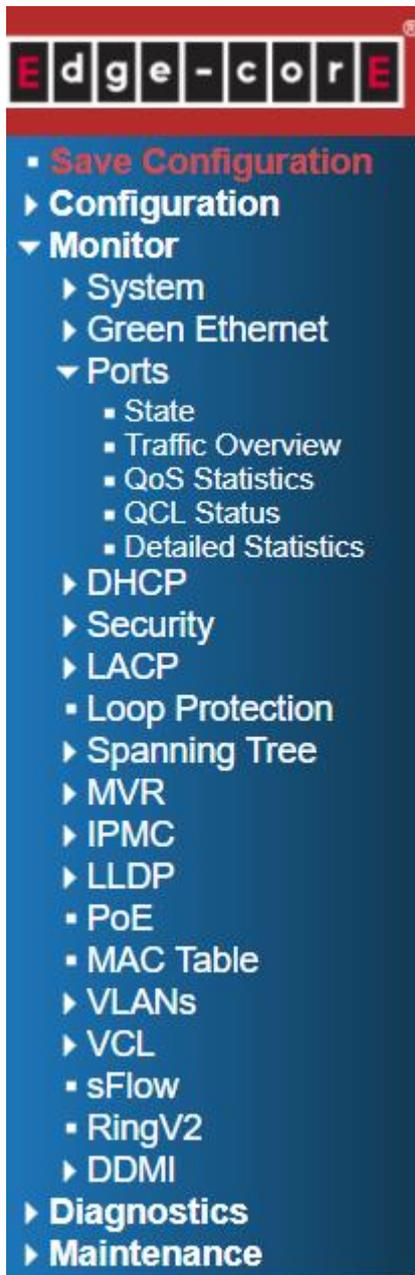 Edge-corE®
Save Configuration
Configuration
Monitor
System
Green Ethernet
Ports
State
Traffic Overview
QoS Statistics
QCL Status
Detailed Statistics
DHCP
Security
LACP
Loop Protection
Spanning Tree
MVR
IPMC
LLDP
PoE
MAC Table
VLANs
VCL
sFlow
RingV2
DDMI
Diagnostics
Maintenance